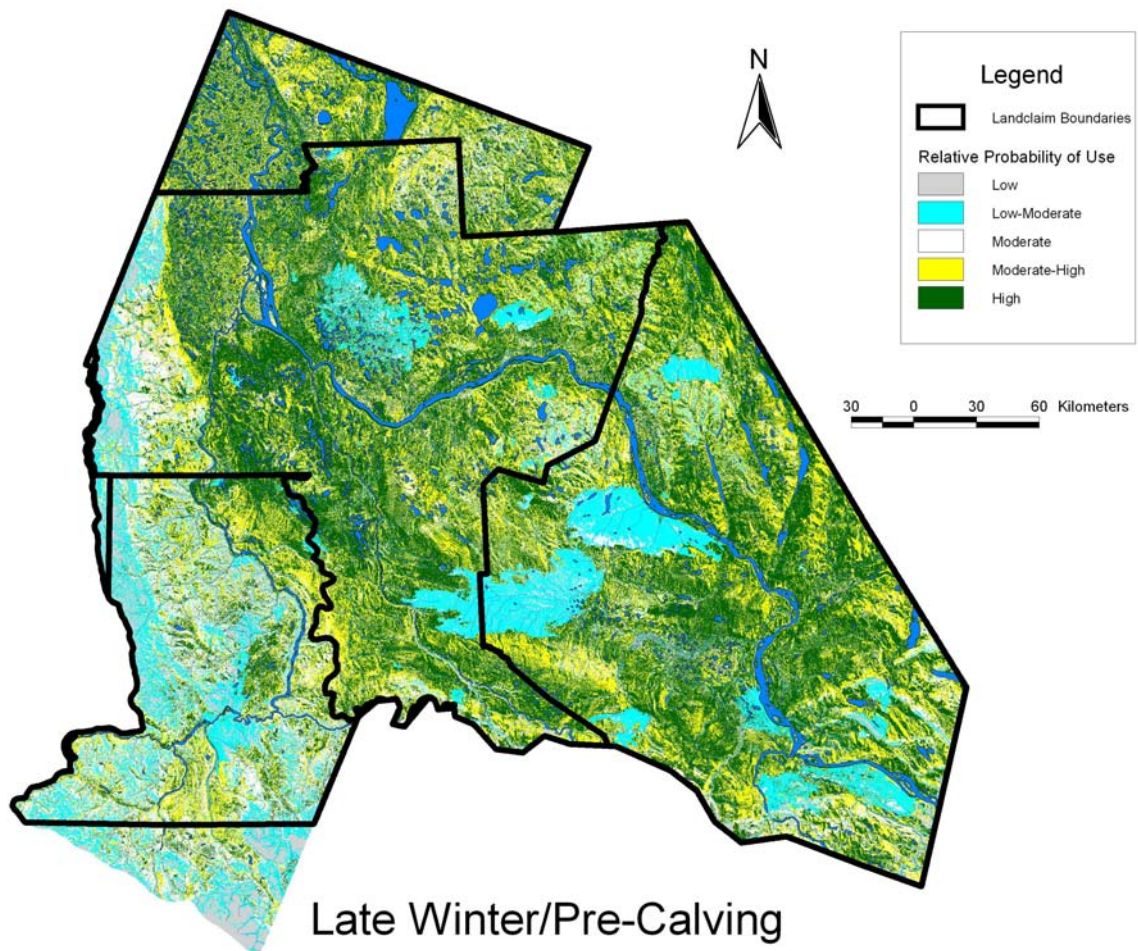 N
Legend
Landclaim Boundaries
Relative Probability of Use
Low
Low-Moderate
Moderate
Moderate-High
High
30 0 30 60 Kilometers
Late Winter/Pre-Calving